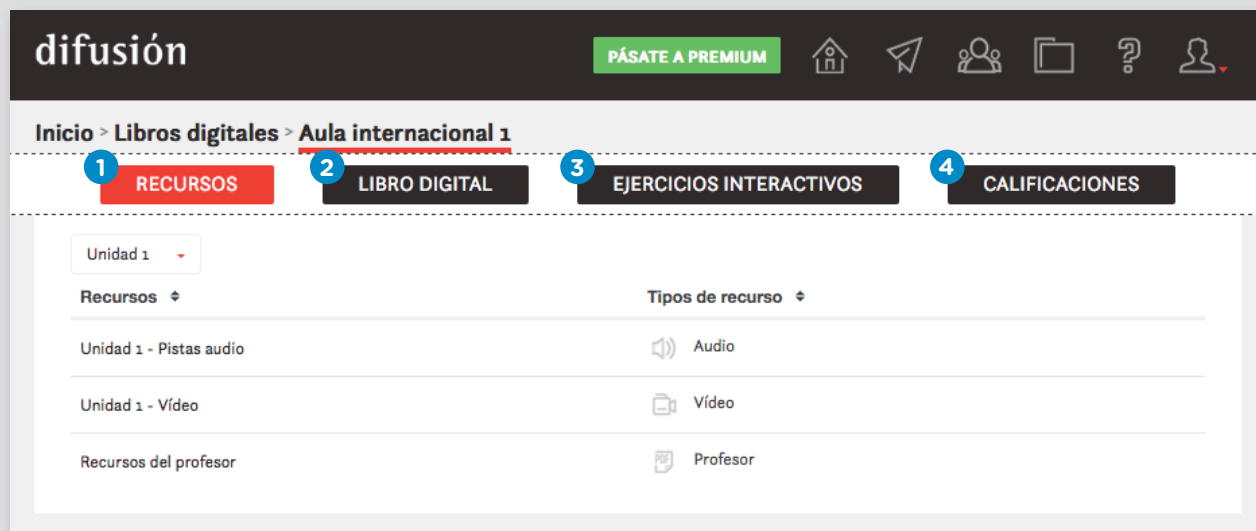 difusión
PÁSATE A PREMIUM
Inicio > Libros digitales > Aula internacional 1
1 RECURSOS 2 LIBRO DIGITAL 3 EJERCICIOS INTERACTIVOS 4 CALIFICACIONES
Unidad 1
Recursos Tipos de recurso
Unidad 1 - Pistas audio Audio
Unidad 1 - Vídeo Vídeo
Recursos del profesor PDF Profesor